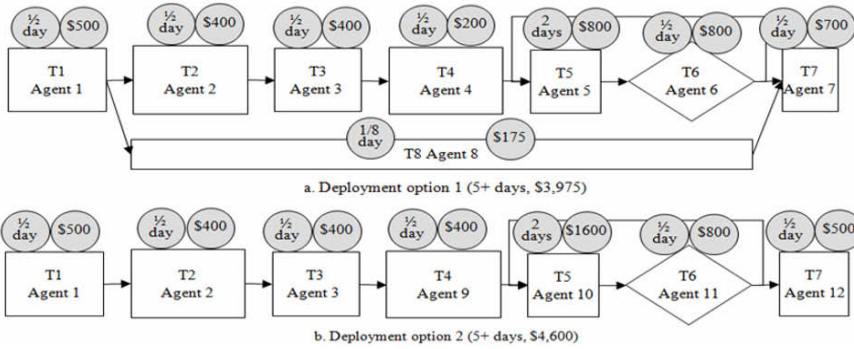 ½ day $500 ½ day $400 ½ day $400 ½ day $200 2 days $800 ½ day $800 ½ day $700
T1 Agent 1
T2 Agent 2
T3 Agent 3
T4 Agent 4
T5 Agent 5
T6 Agent 6
T7 Agent 7
1/8 day $175
T8 Agent 8
a. Deployment option 1 (5+ days, $3,975)
½ day $500 ½ day $400 ½ day $400 ½ day $400 2 days $1600 ½ day $800 ½ day $500
T1 Agent 1
T2 Agent 2
T3 Agent 3
T4 Agent 9
T5 Agent 10
T6 Agent 11
T7 Agent 12
b. Deployment option 2 (5+ days, $4,600)